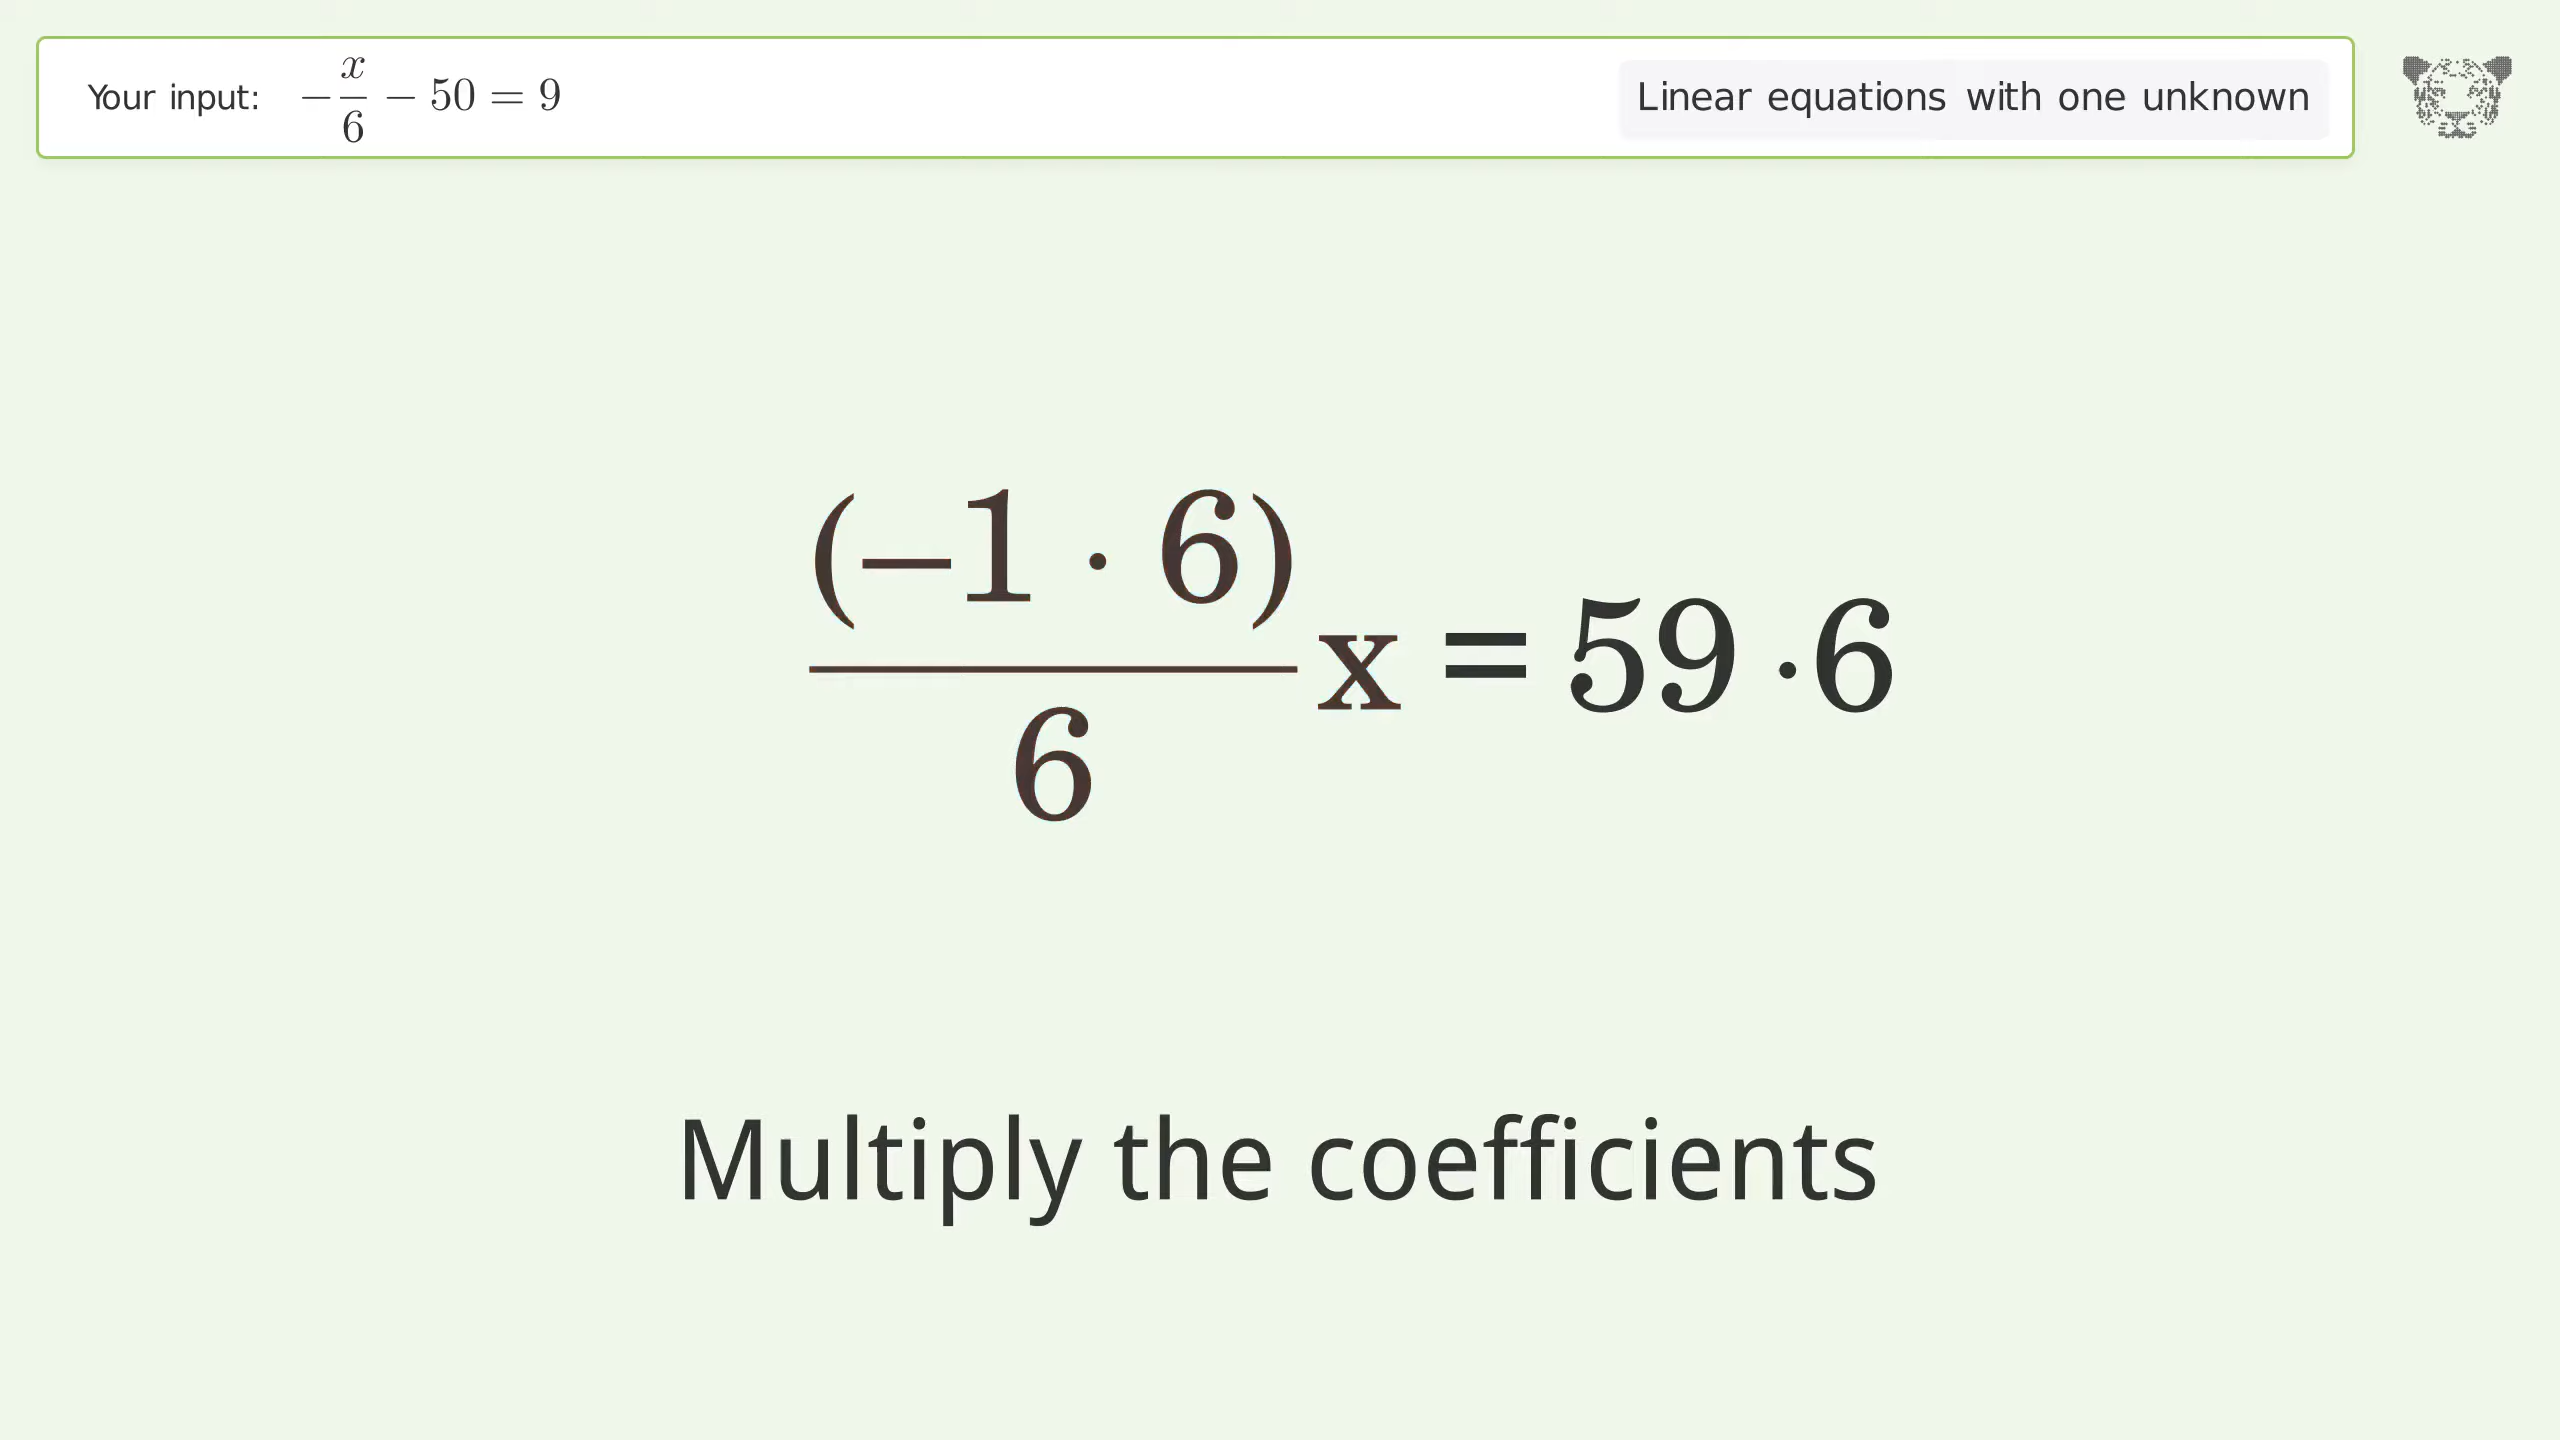 Your input: -x/6 - 50 = 9
Linear equations with one unknown
(-1 · 6)/6 x = 59 · 6
Multiply the coefficients